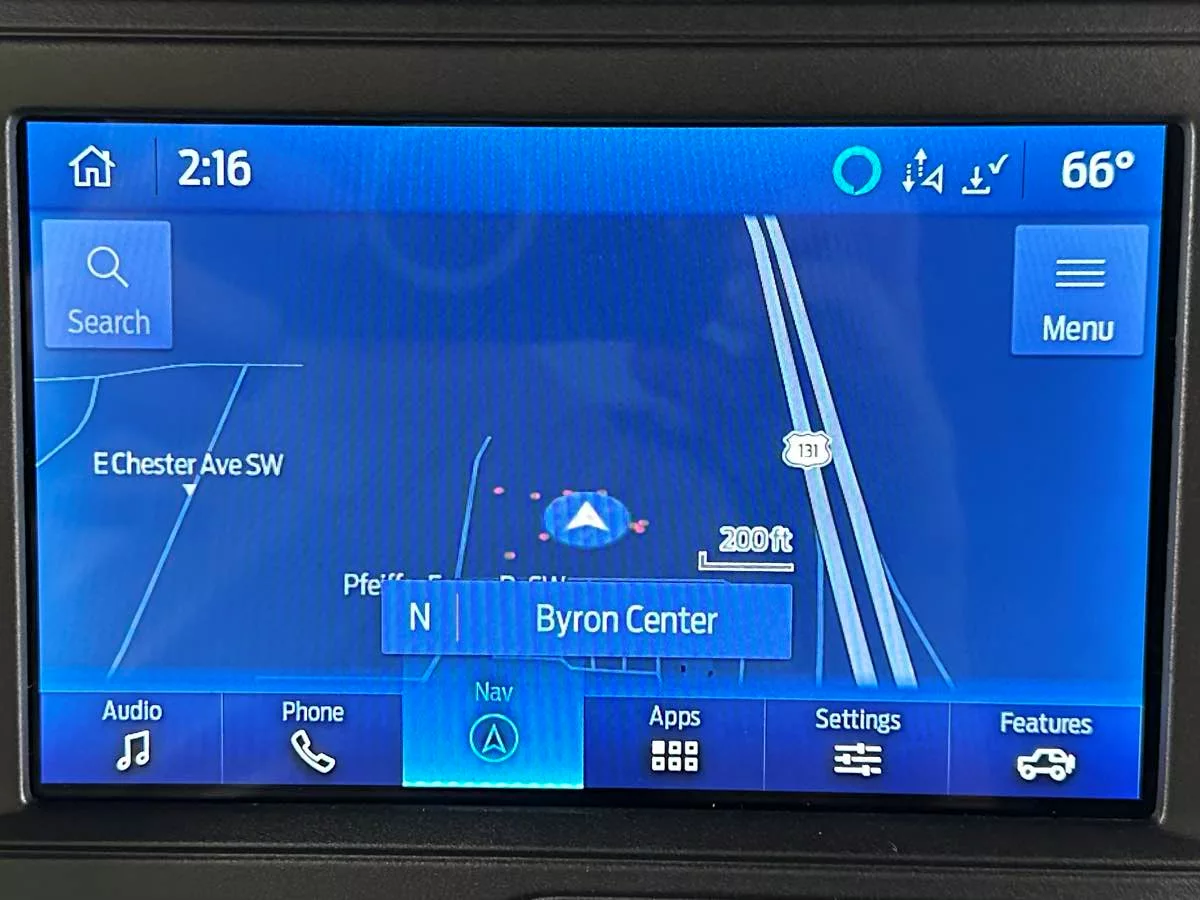 2:16
66°
Search
Menu
E Chester Ave SW
131
200 ft
SW
N
Byron Center
Audio
Phone
Nav
Apps
Settings
Features